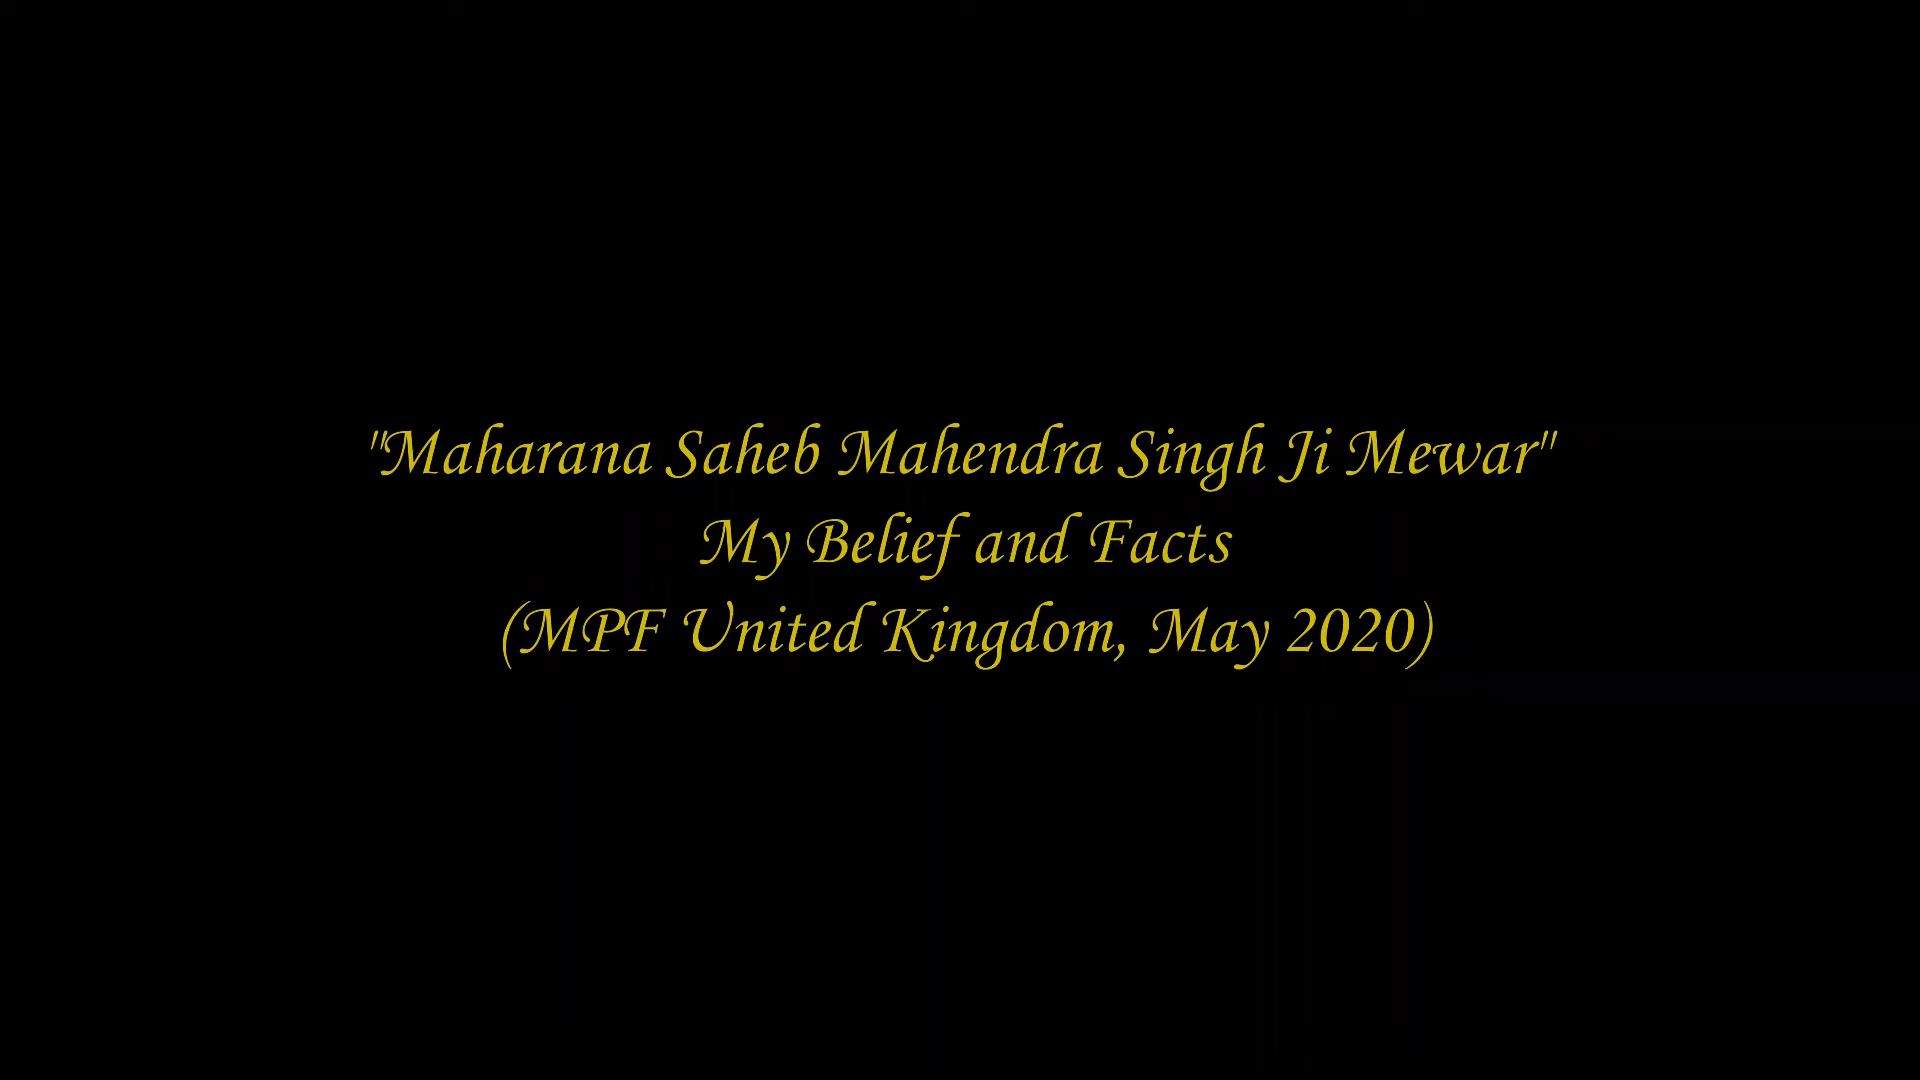 "Maharana Saheb Mahendra Singh Ji Mewar"
My Belief and Facts
(MPF United Kingdom, May 2020)